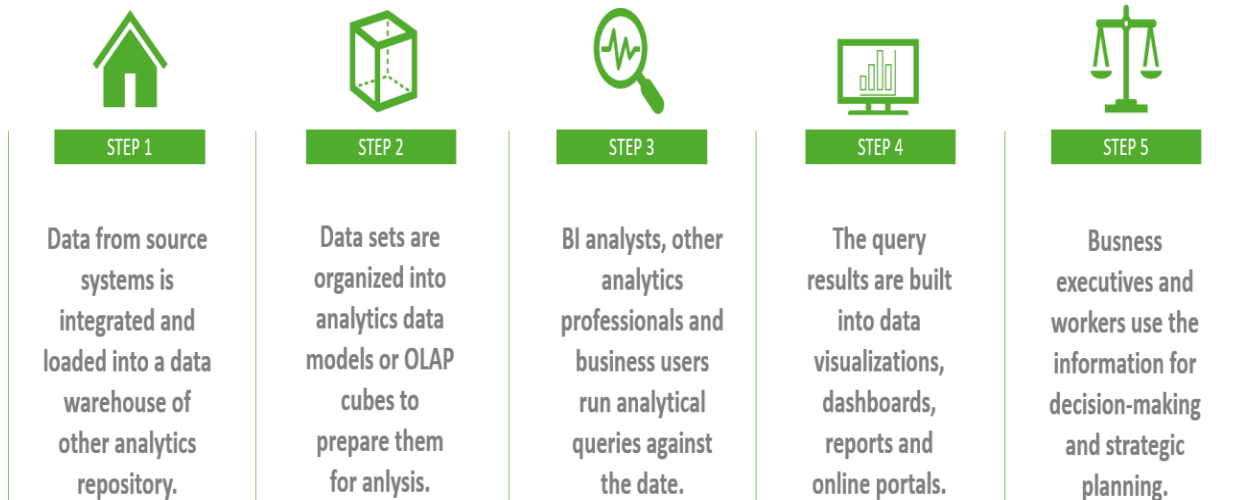 STEP 1
Data from source
systems is
integrated and
loaded into a data
warehouse of
other analytics
repository.
STEP 2
Data sets are
organized into
analytics data
models or OLAP
cubes to
prepare them
for anlysis.
STEP 3
BI analysts, other
analytics
professionals and
business users
run analytical
queries against
the date.
STEP 4
The query
results are built
into data
visualizations,
dashboards,
reports and
online portals.
STEP 5
Busness
executives and
workers use the
information for
decision-making
and strategic
planning.